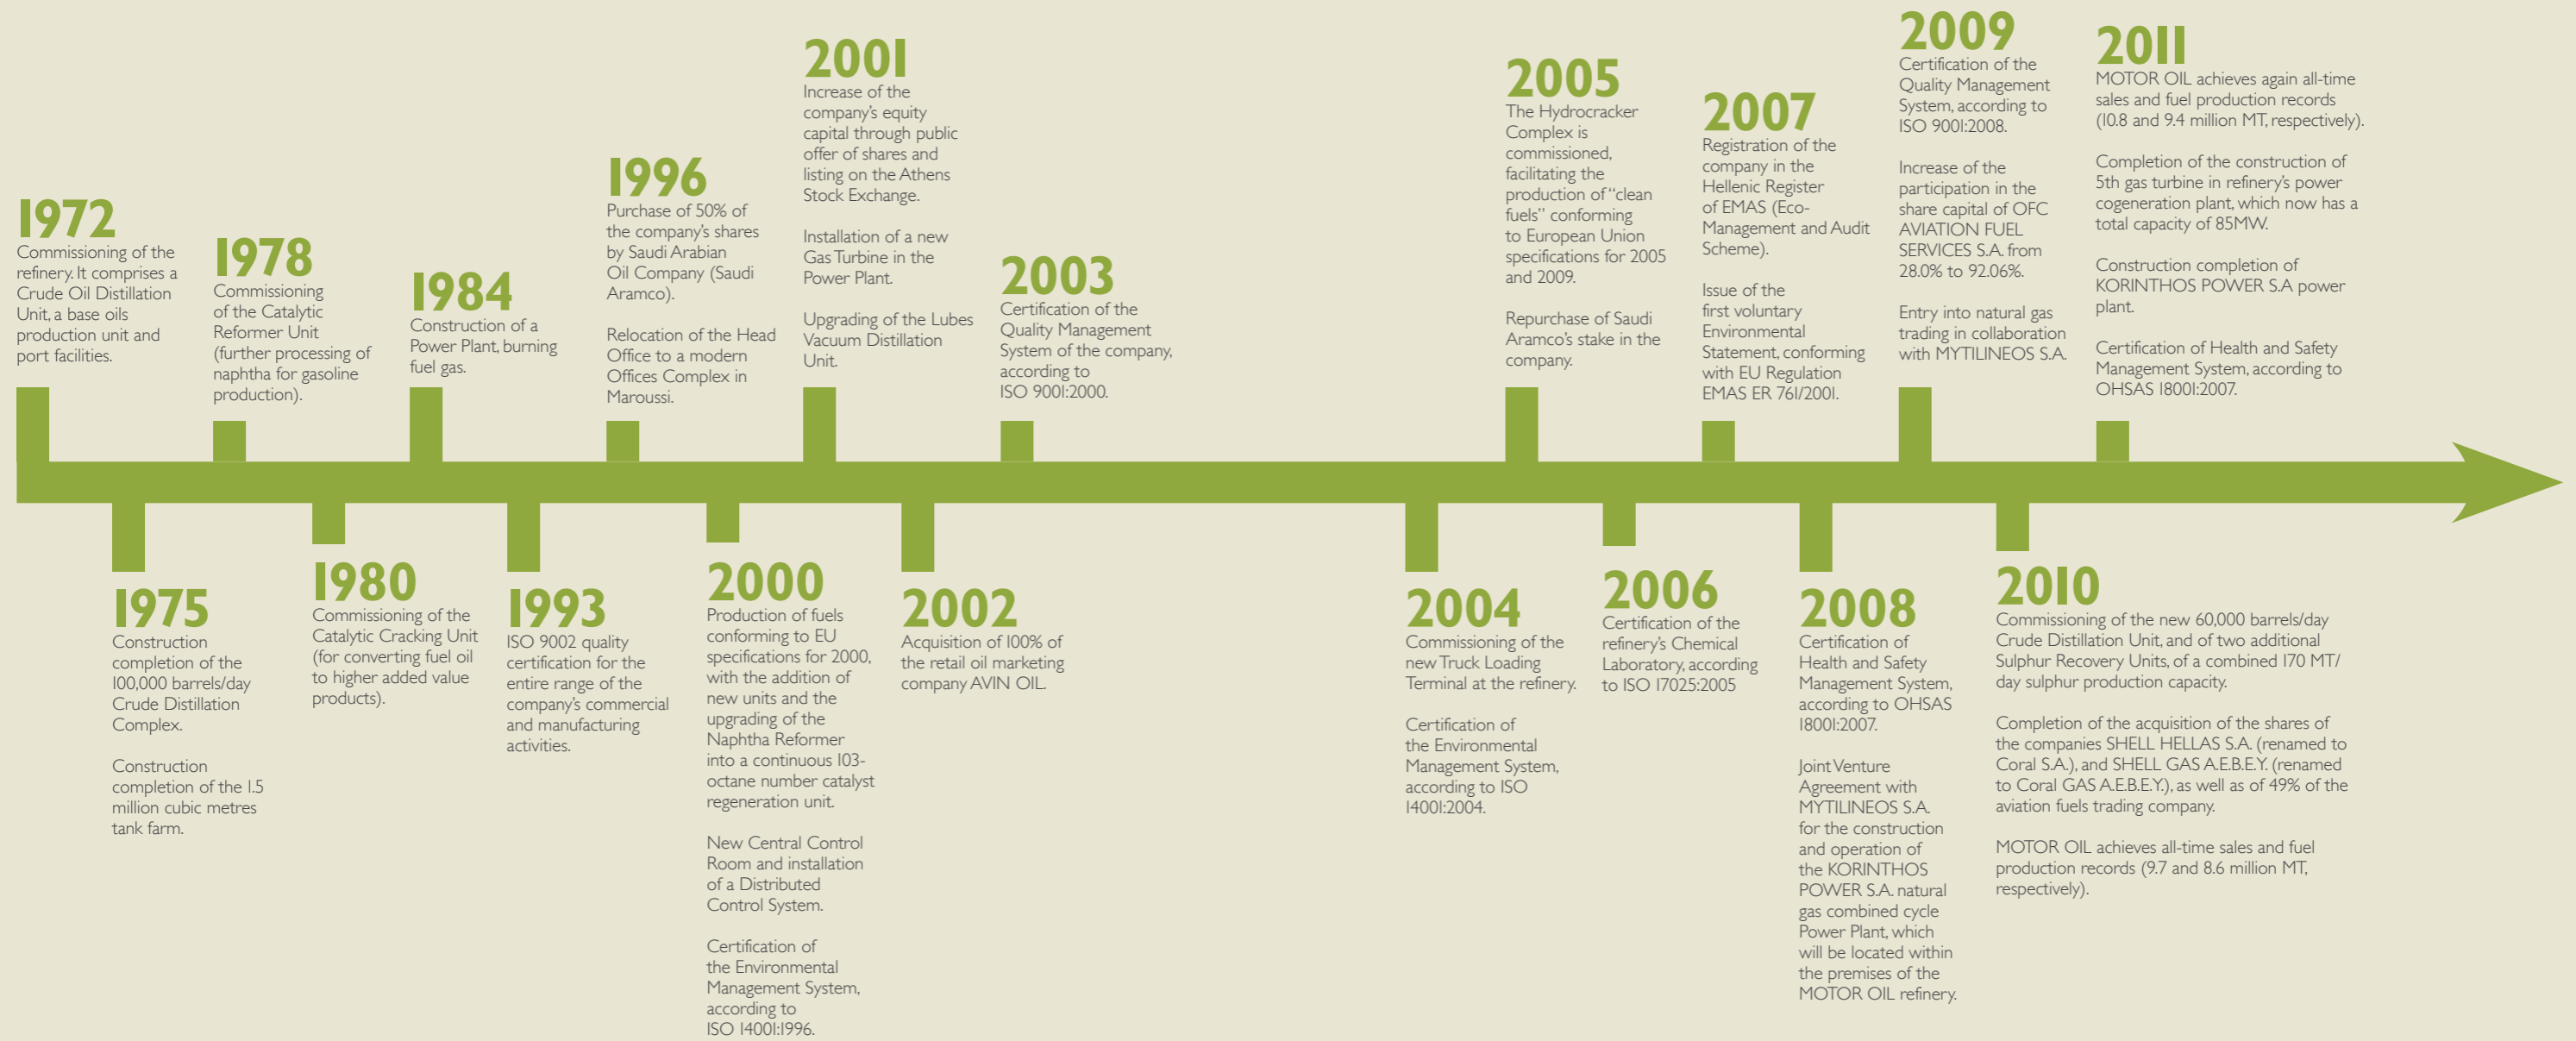 1972
Commissioning of the
refinery. It comprises a
Crude Oil Distillation
Unit, a base oils
production unit and
port facilities.
1975
Construction
completion of the
100,000 barrels/day
Crude Distillation
Complex.
Construction
completion of the 1.5
million cubic metres
tank farm.
1978
Commissioning
of the Catalytic
Reformer Unit
(further processing of
naphtha for gasoline
production).
1980
Commissioning of the
Catalytic Cracking Unit
(for converting fuel oil
to higher added value
products).
1984
Construction of a
Power Plant, burning
fuel gas.
1993
ISO 9002 quality
certification for the
entire range of the
company's commercial
and manufacturing
activities.
1996
Purchase of 50% of
the company's shares
by Saudi Arabian
Oil Company (Saudi
Aramco).
Relocation of the Head
Office to a modern
Offices Complex in
Maroussi.
2000
Production of fuels
conforming to EU
specifications for 2000,
with the addition of
new units and the
upgrading of the
Naphtha Reformer
into a continuous 103-
octane number catalyst
regeneration unit.
New Central Control
Room and installation
of a Distributed
Control System.
Certification of
the Environmental
Management System,
according to
ISO 14001:1996.
2001
Increase of the
company's equity
capital through public
offer of shares and
listing on the Athens
Stock Exchange.
Installation of a new
Gas Turbine in the
Power Plant.
Upgrading of the Lubes
Vacuum Distillation
Unit.
2002
Acquisition of 100% of
the retail oil marketing
company AVIN OIL.
2003
Certification of the
Quality Management
System of the company,
according to
ISO 9001:2000.
2004
Commissioning of the
new Truck Loading
Terminal at the refinery.
Certification of
the Environmental
Management System,
according to ISO
14001:2004.
2005
The Hydrocracker
Complex is
commissioned,
facilitating the
production of "clean
fuels" conforming
to European Union
specifications for 2005
and 2009.
Repurchase of Saudi
Aramco's stake in the
company.
2006
Certification of the
refinery's Chemical
Laboratory, according
to ISO 17025:2005
2007
Registration of the
company in the
Hellenic Register
of EMAS (Eco-
Management and Audit
Scheme).
Issue of the
first voluntary
Environmental
Statement, conforming
with EU Regulation
EMAS ER 761/2001.
2008
Certification of
Health and Safety
Management System,
according to OHSAS
18001:2007.
Joint Venture
Agreement with
MYTILINEOS S.A.
for the construction
and operation of
the KORINTHOS
POWER S.A. natural
gas combined cycle
Power Plant, which
will be located within
the premises of the
MOTOR OIL refinery.
2009
Certification of the
Quality Management
System, according to
ISO 9001:2008.
Increase of the
participation in the
share capital of OFC
AVIATION FUEL
SERVICES S.A. from
28.0% to 92.06%.
Entry into natural gas
trading in collaboration
with MYTILINEOS S.A.
2010
Commissioning of the new 60,000 barrels/day
Crude Distillation Unit, and of two additional
Sulphur Recovery Units, of a combined 170 MT/
day sulphur production capacity.
Completion of the acquisition of the shares of
the companies SHELL HELLAS S.A. (renamed to
Coral S.A.), and SHELL GAS A.E.B.E.Y. (renamed
to Coral GAS A.E.B.E.Y.), as well as of 49% of the
aviation fuels trading company.
MOTOR OIL achieves all-time sales and fuel
production records (9.7 and 8.6 million MT,
respectively).
2011
MOTOR OIL achieves again all-time
sales and fuel production records
(10.8 and 9.4 million MT, respectively).
Completion of the construction of
5th gas turbine in refinery's power
cogeneration plant, which now has a
total capacity of 85MW.
Construction completion of
KORINTHOS POWER S.A power
plant.
Certification of Health and Safety
Management System, according to
OHSAS 18001:2007.